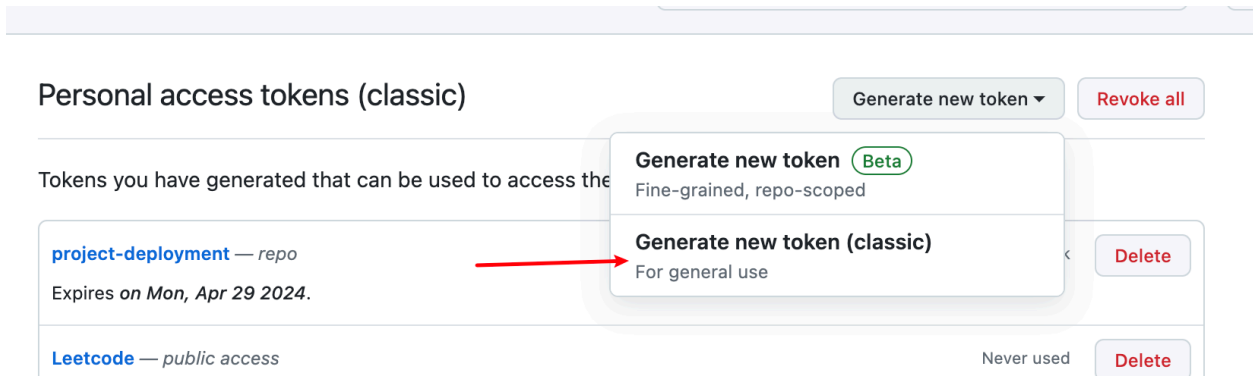 Personal access tokens (classic)
Generate new token
Revoke all
Generate new token Beta
Fine-grained, repo-scoped
Generate new token (classic)
For general use
Tokens you have generated that can be used to access the
project-deployment — repo
Delete
Expires on Mon, Apr 29 2024.
Leetcode — public access
Never used
Delete